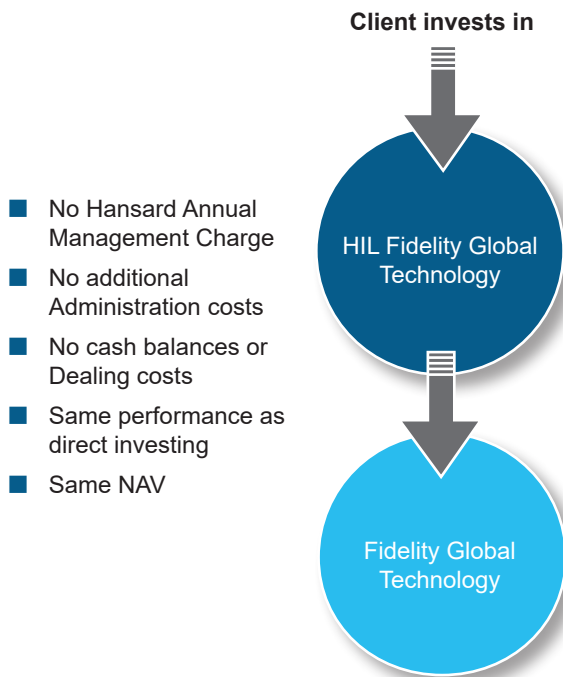 Client invests in
No Hansard Annual
Management Charge
No additional
Administration costs
No cash balances or
Dealing costs
Same performance as
direct investing
Same NAV
HIL Fidelity Global
Technology
Fidelity Global
Technology